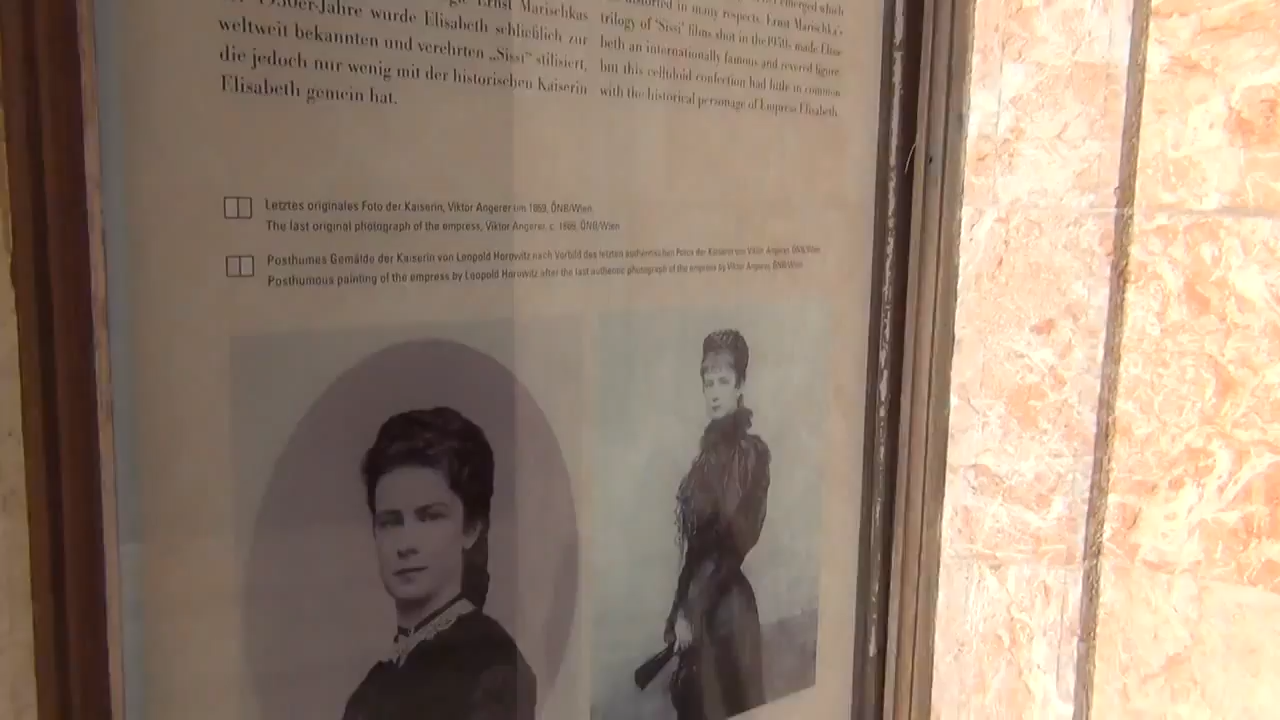 1950er-Jahre wurde Elisabeth schließlich zur
weltweit bekannten und verehrten „Sissi“ stilisiert,
die jedoch nur wenig mit der historischen Kaiserin
Elisabeth gemein hat.
emerged which
distorted in many respects. Ernst Marischka's
trilogy of "Sissi" films shot in the 1950s made Elisa-
beth an internationally famous and revered figure,
but this celluloid confection had little in common
with the historical personage of Empress Elisabeth.
Letztes originales Foto der Kaiserin, Viktor Angerer um 1869, ÖNB/Wien
The last original photograph of the empress, Viktor Angerer, c. 1869, ÖNB/Wien
Posthumes Gemälde der Kaiserin von Leopold Horowitz nach Vorbild des letzten authentischen Fotos der Kaiserin von Viktor Angerer, ÖNB/Wien
Posthumous painting of the empress by Leopold Horowitz after the last authentic photograph of the empress by Viktor Angerer, ÖNB/Wien